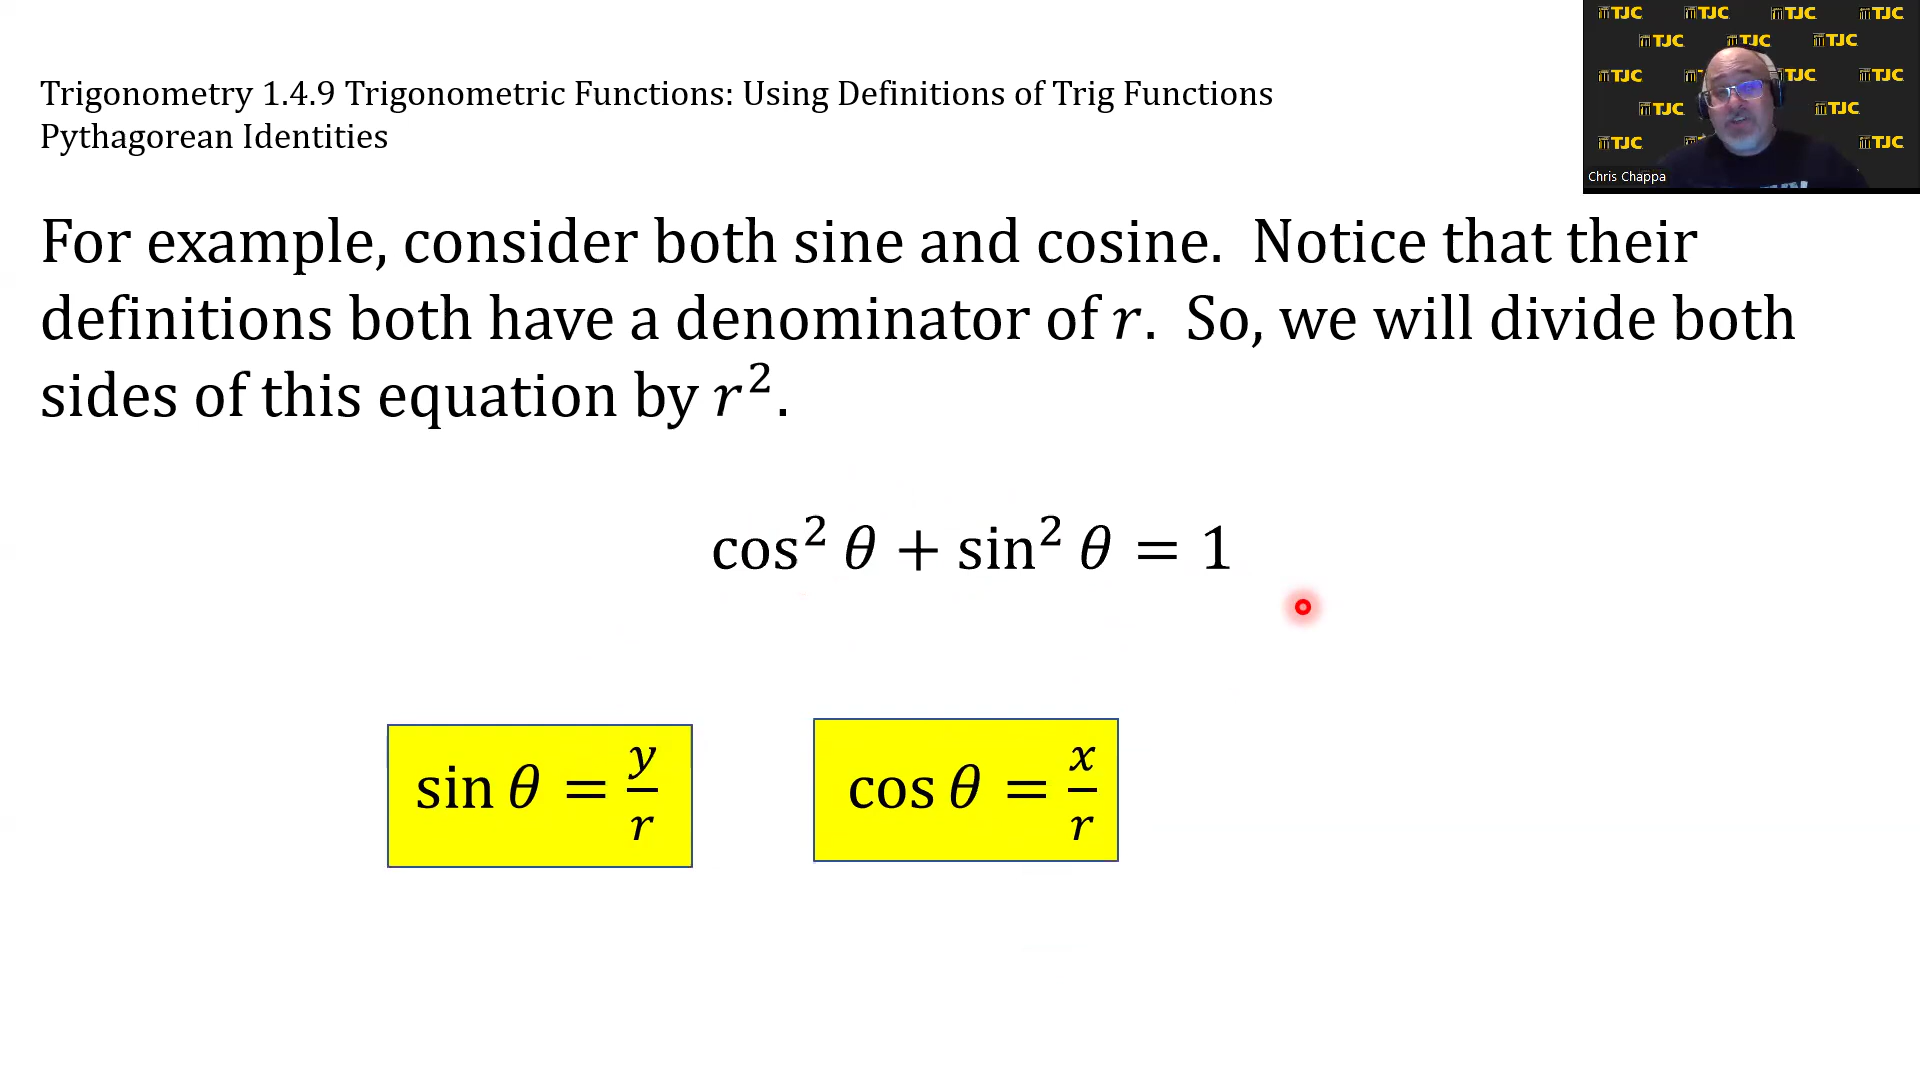 TJC TJC TJC TJC
TJC TJC TJC
TJC TJC TJC
TJC TJC
TJC TJC
Chris Chappa
Trigonometry 1.4.9 Trigonometric Functions: Using Definitions of Trig Functions
Pythagorean Identities
For example, consider both sine and cosine. Notice that their
definitions both have a denominator of r. So, we will divide both
sides of this equation by r².
cos² θ + sin² θ = 1
sin θ = y/r
cos θ = x/r